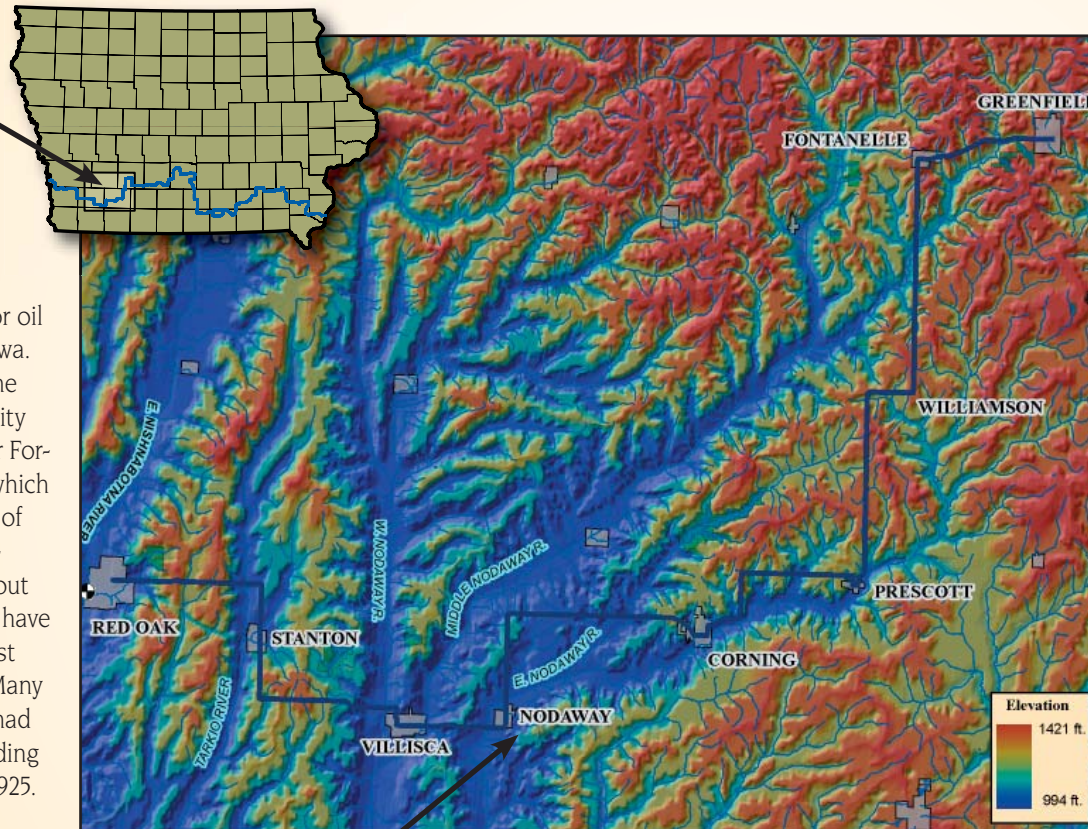 or oil
wa.
ne
ity
r For-
which
of
out
have
st
Many
had
ding
925.
GREENFIELD
FONTANELLE
WILLIAMSON
E. NISHNABOTNA RIVER
W. NODAWAY R.
MIDDLE NODAWAY R.
PRESCOTT
RED OAK
STANTON
E. NODAWAY R.
CORNING
TARKIO RIVER
NODAWAY
VILLISCA
Elevation
1421 ft.
994 ft.